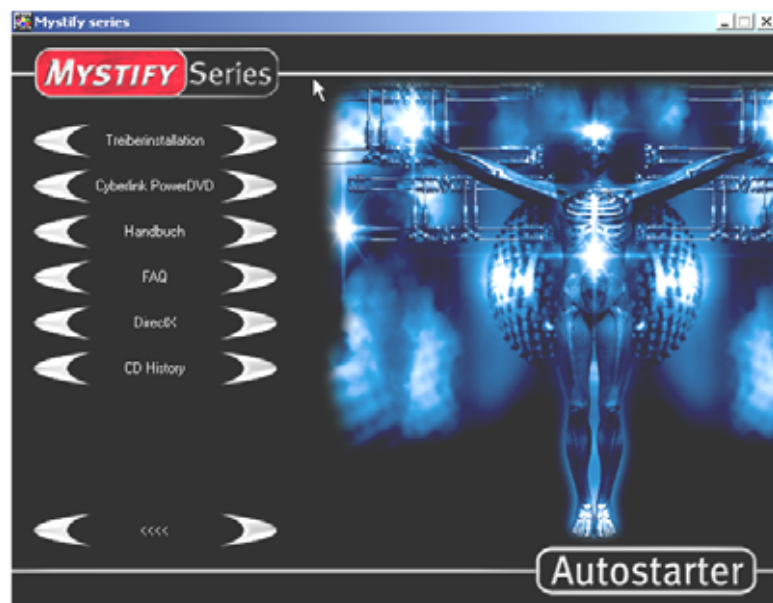 Mystify series
MYSTIFY Series
Treiberinstallation
Cyberlink PowerDVD
Handbuch
FAQ
DirectX
CD History
<<<<
Autostarter